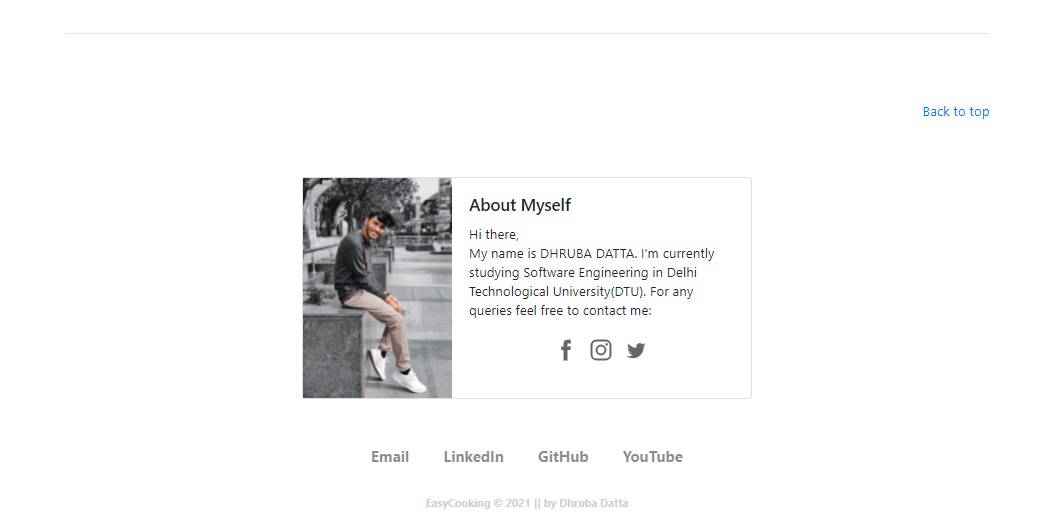 Back to top
About Myself
Hi there,
My name is DHRUBA DATTA. I'm currently
studying Software Engineering in Delhi
Technological University(DTU). For any
queries feel free to contact me:
Email LinkedIn GitHub YouTube
EasyCooking © 2021 || by Dhruba Datta